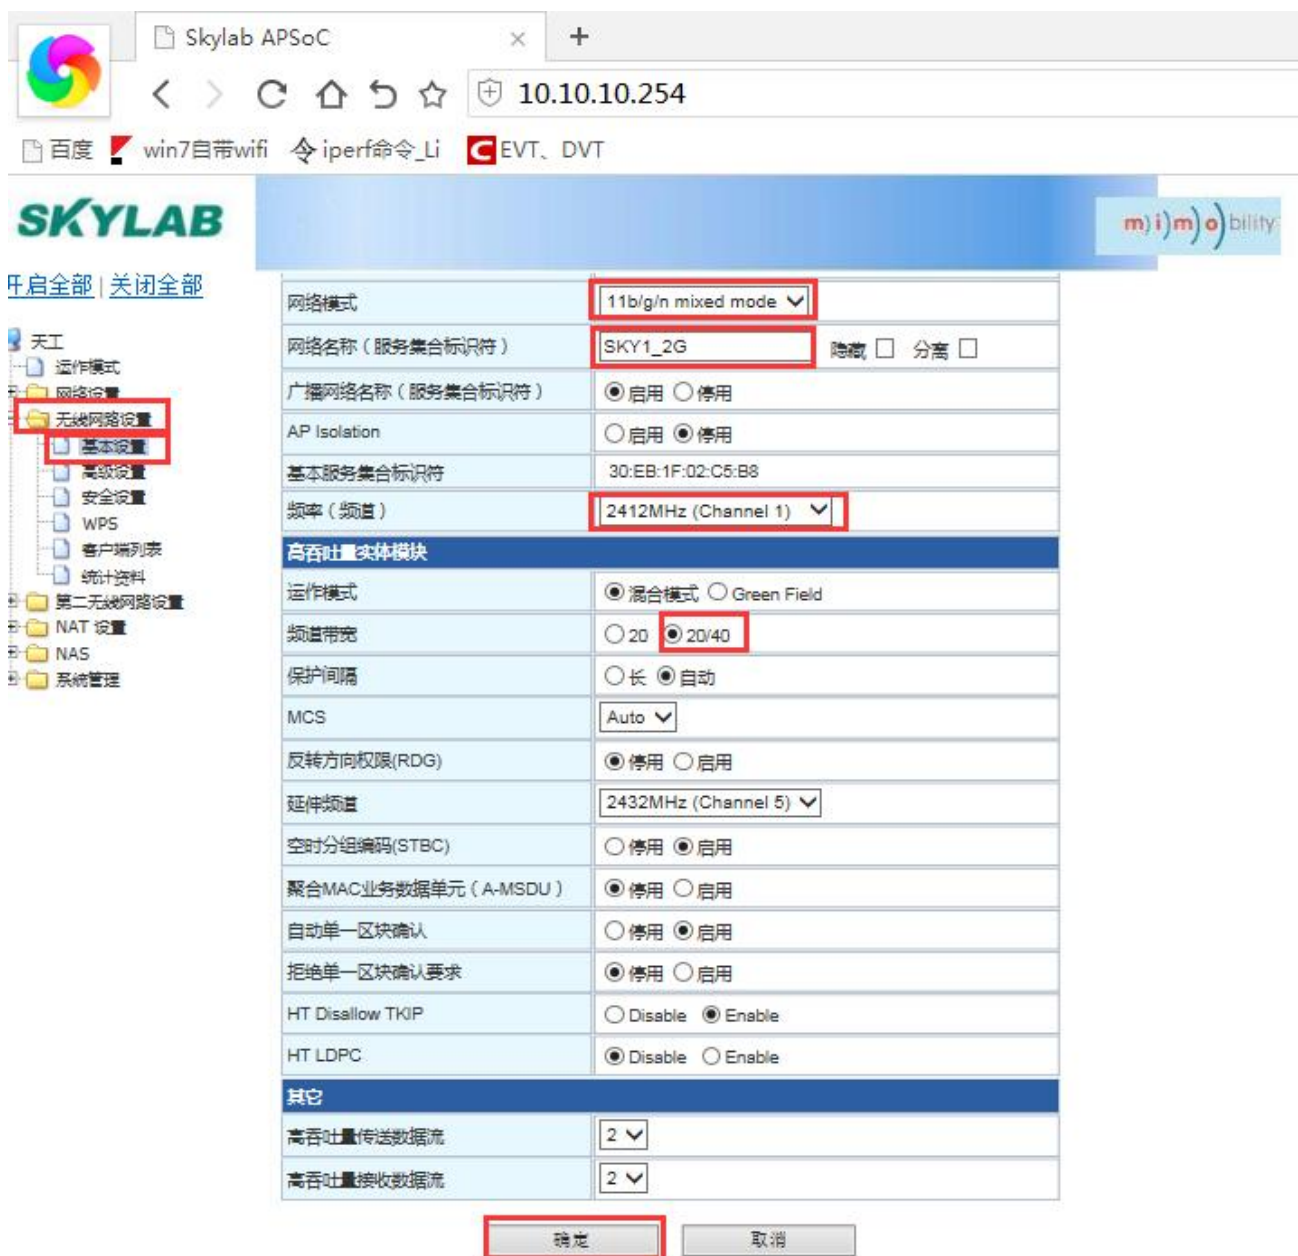 Skylab APSoC
10.10.10.254
百度 win7自带wifi iperf命令_Li EVT、DVT
SKYLAB
m)i)m)o)bility
开启全部 | 关闭全部
天工
运作模式
网络设置
无线网路设置
基本设置
高级设置
安全设置
WPS
客户端列表
统计资料
第二无线网路设置
NAT 设置
NAS
系统管理
网络模式 11b/g/n mixed mode
网络名称（服务集合标识符） SKY1_2G 隐藏 分离
广播网络名称（服务集合标识符） 启用 停用
AP Isolation 启用 停用
基本服务集合标识符 30:EB:1F:02:C5:B8
频率（频道） 2412MHz (Channel 1)
高吞吐量实体模块
运作模式 混合模式 Green Field
频道带宽 20 20/40
保护间隔 长 自动
MCS Auto
反转方向权限(RDG) 停用 启用
延伸频道 2432MHz (Channel 5)
空时分组编码(STBC) 停用 启用
聚合MAC业务数据单元（A-MSDU） 停用 启用
自动单一区块确认 停用 启用
拒绝单一区块确认要求 停用 启用
HT Disallow TKIP Disable Enable
HT LDPC Disable Enable
其它
高吞吐量传送数据流 2
高吞吐量接收数据流 2
确定 取消